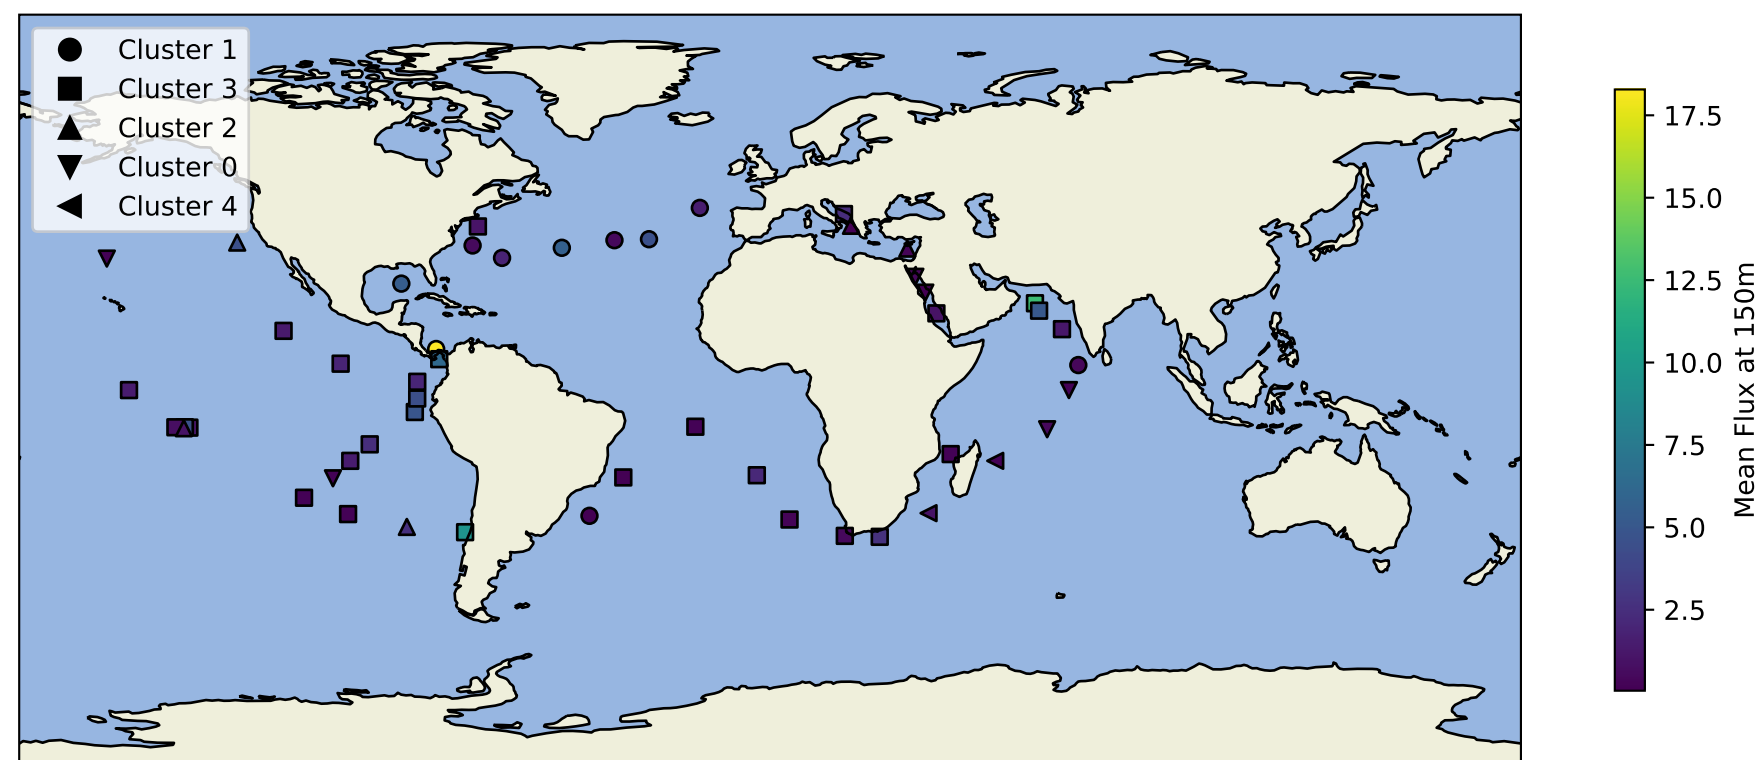 Cluster 1
Cluster 3
Cluster 2
Cluster 0
Cluster 4
17.5
15.0
12.5
10.0
7.5
5.0
2.5
Mean Flux at 150m